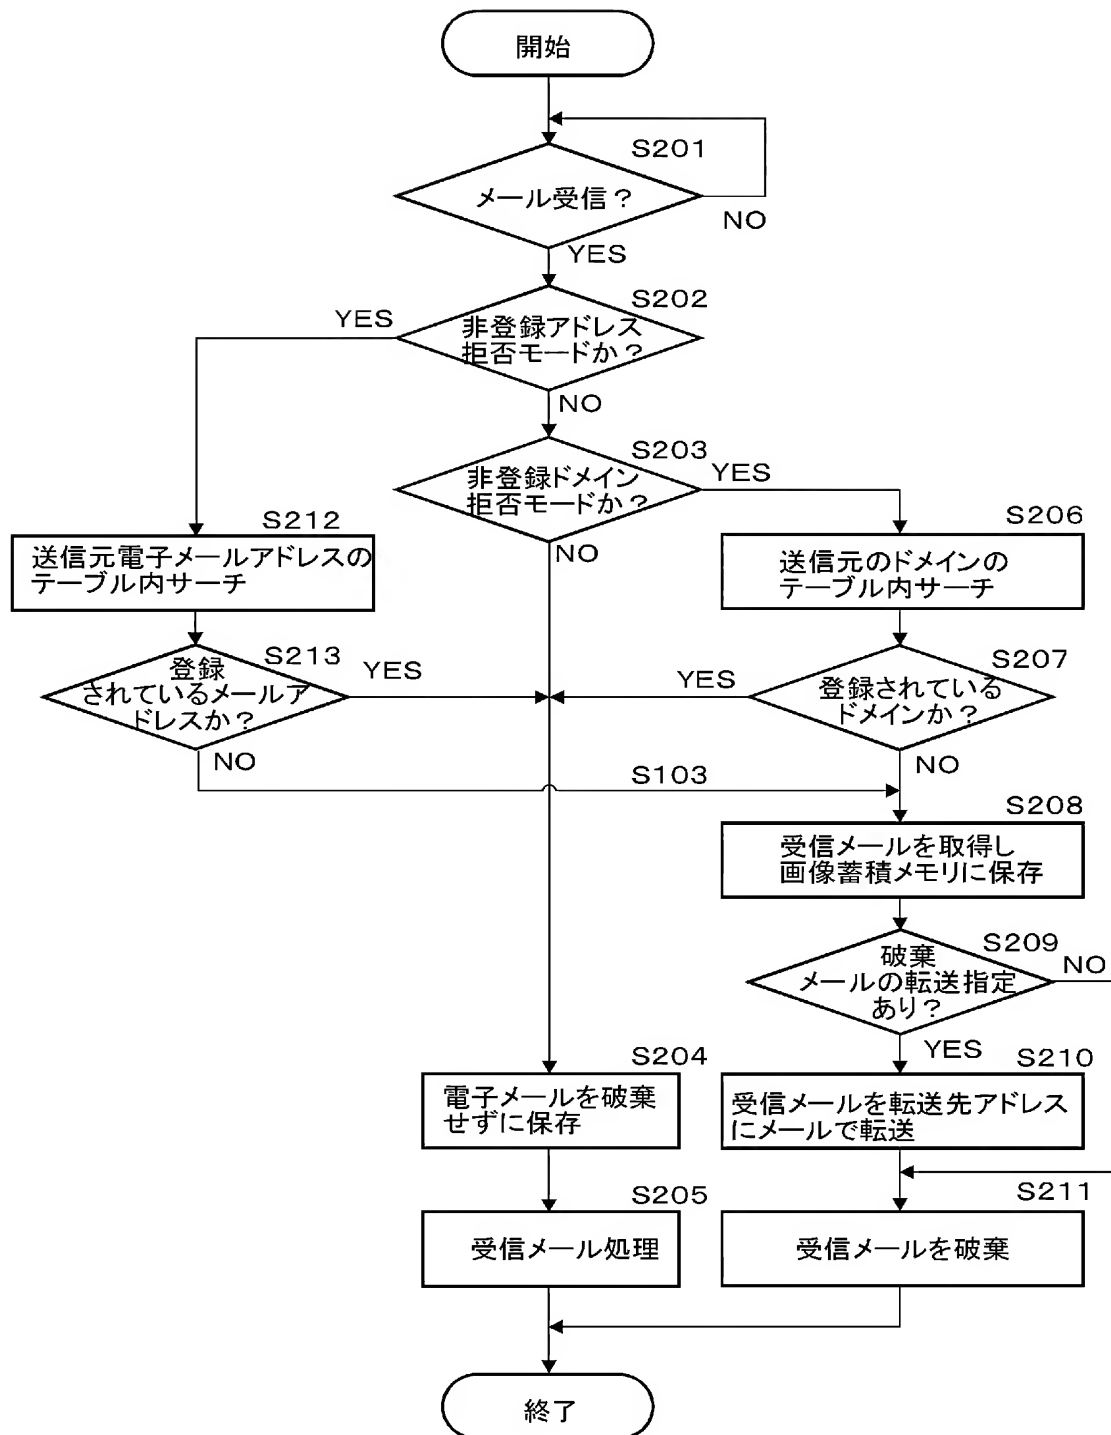 開始
S201
メール受信？
NO
YES
S202
YES
非登録アドレス
拒否モードか？
NO
S203
非登録ドメイン
拒否モードか？
YES
NO
S212
送信元電子メールアドレスの
テーブル内サーチ
S206
送信元のドメインの
テーブル内サーチ
S213
登録
されているメールア
ドレスか？
YES
NO
S207
YES
登録されている
ドメインか？
NO
S103
S208
受信メールを取得し
画像蓄積メモリに保存
S209
破棄
メールの転送指定
あり？
NO
YES
S204
電子メールを破棄
せずに保存
S210
受信メールを転送先アドレス
にメールで転送
S205
受信メール処理
S211
受信メールを破棄
終了